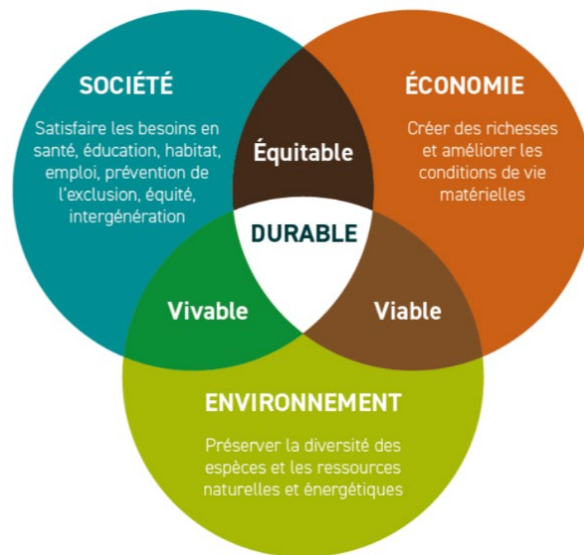 SOCIÉTÉ
Satisfaire les besoins en
santé, éducation, habitat,
emploi, prévention de
l'exclusion, équité,
intergénération
ÉCONOMIE
Créer des richesses
et améliorer les
conditions de vie
matérielles
Équitable
DURABLE
Vivable
Viable
ENVIRONNEMENT
Préserver la diversité des
espèces et les ressources
naturelles et énergétiques